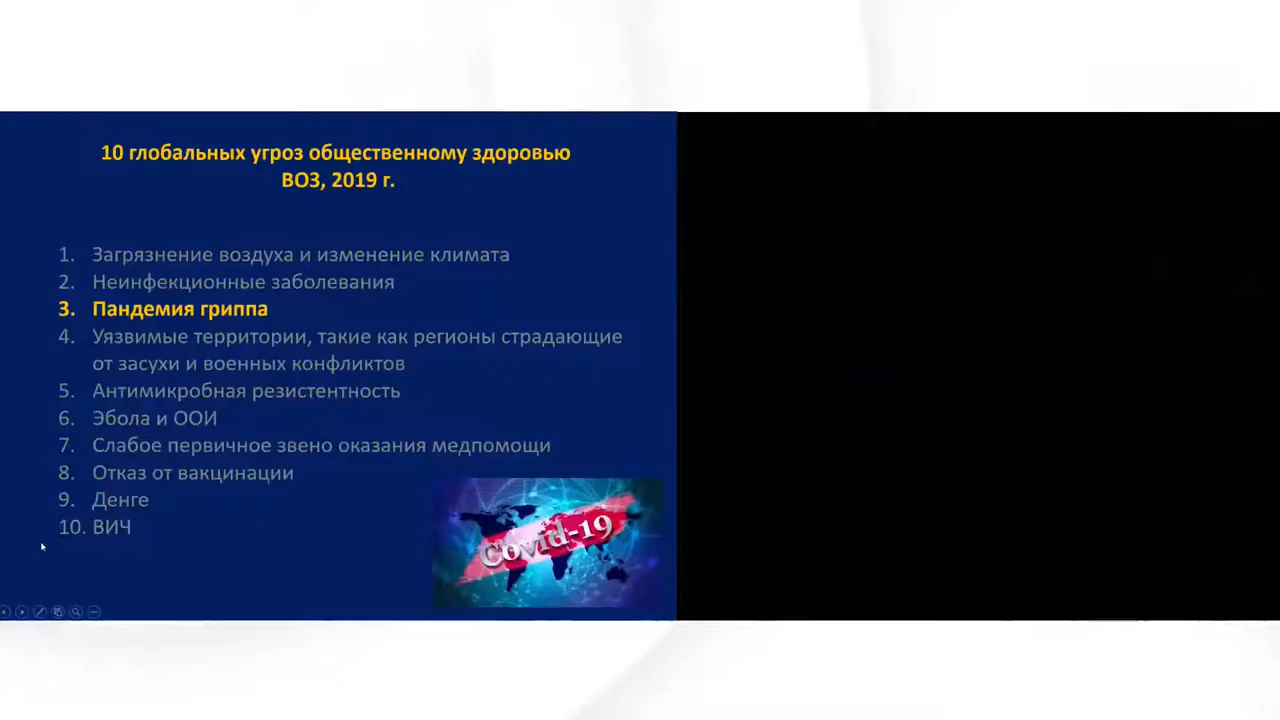 10 глобальных угроз общественному здоровью
ВОЗ, 2019 г.
1. Загрязнение воздуха и изменение климата
2. Неинфекционные заболевания
3. Пандемия гриппа
4. Уязвимые территории, такие как регионы страдающие
от засухи и военных конфликтов
5. Антимикробная резистентность
6. Эбола и ООИ
7. Слабое первичное звено оказания медпомощи
8. Отказ от вакцинации
9. Денге
10. ВИЧ
Covid-19